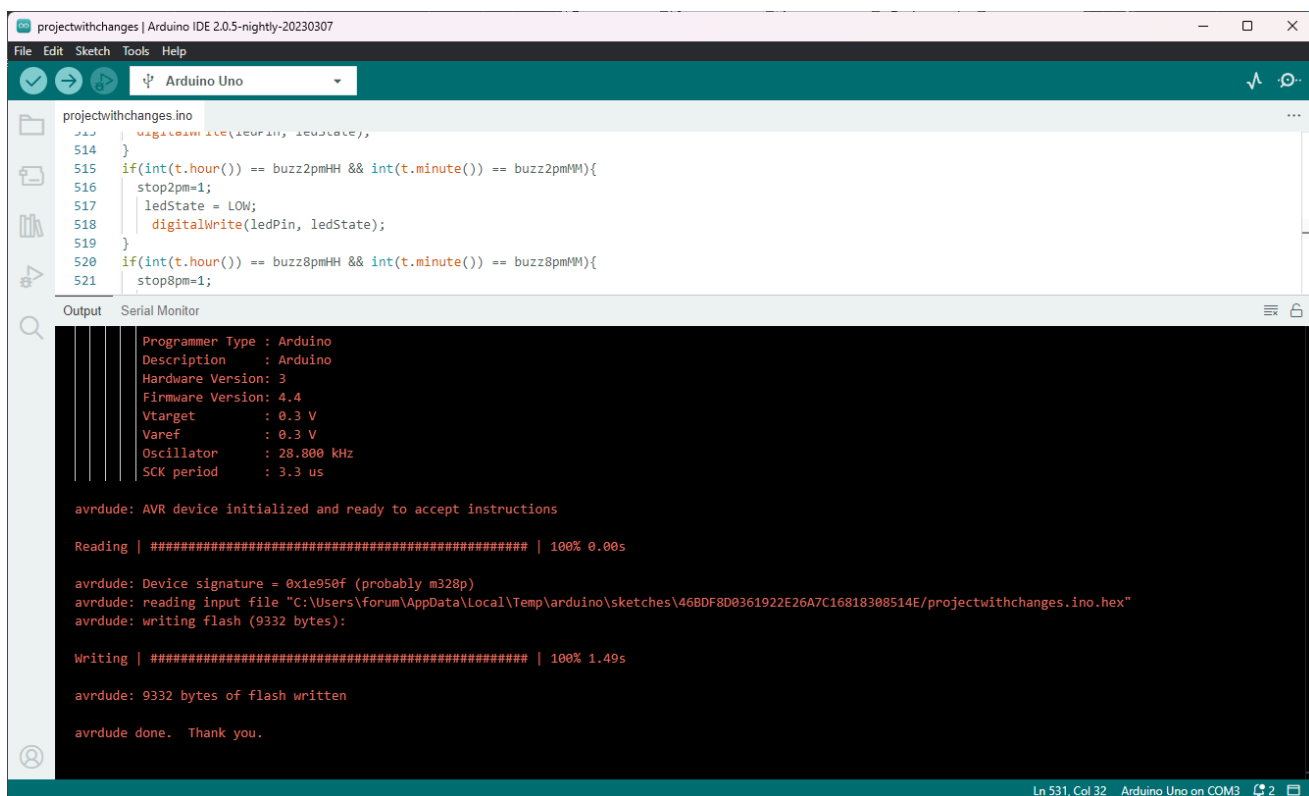 projectwithchanges | Arduino IDE 2.0.5-nightly-20230307
File Edit Sketch Tools Help
Arduino Uno
projectwithchanges.ino
513 digitalWrite(ledPin, ledState);
514 }
515 if(int(t.hour()) == buzz2pmHH && int(t.minute()) == buzz2pmMM){
516 stop2pm=1;
517 ledState = LOW;
518 digitalWrite(ledPin, ledState);
519 }
520 if(int(t.hour()) == buzz8pmHH && int(t.minute()) == buzz8pmMM){
521 stop8pm=1;
Output Serial Monitor
Programmer Type : Arduino
Description : Arduino
Hardware Version: 3
Firmware Version: 4.4
Vtarget : 0.3 V
Varef : 0.3 V
Oscillator : 28.800 kHz
SCK period : 3.3 us
avrdude: AVR device initialized and ready to accept instructions
Reading | ################################################## | 100% 0.00s
avrdude: Device signature = 0x1e950f (probably m328p)
avrdude: reading input file "C:\Users\forum\AppData\Local\Temp\arduino\sketches\46BDF8D0361922E26A7C16818308514E/projectwithchanges.ino.hex"
avrdude: writing flash (9332 bytes):
Writing | ################################################## | 100% 1.49s
avrdude: 9332 bytes of flash written
avrdude done. Thank you.
Ln 531, Col 32 Arduino Uno on COM3 2